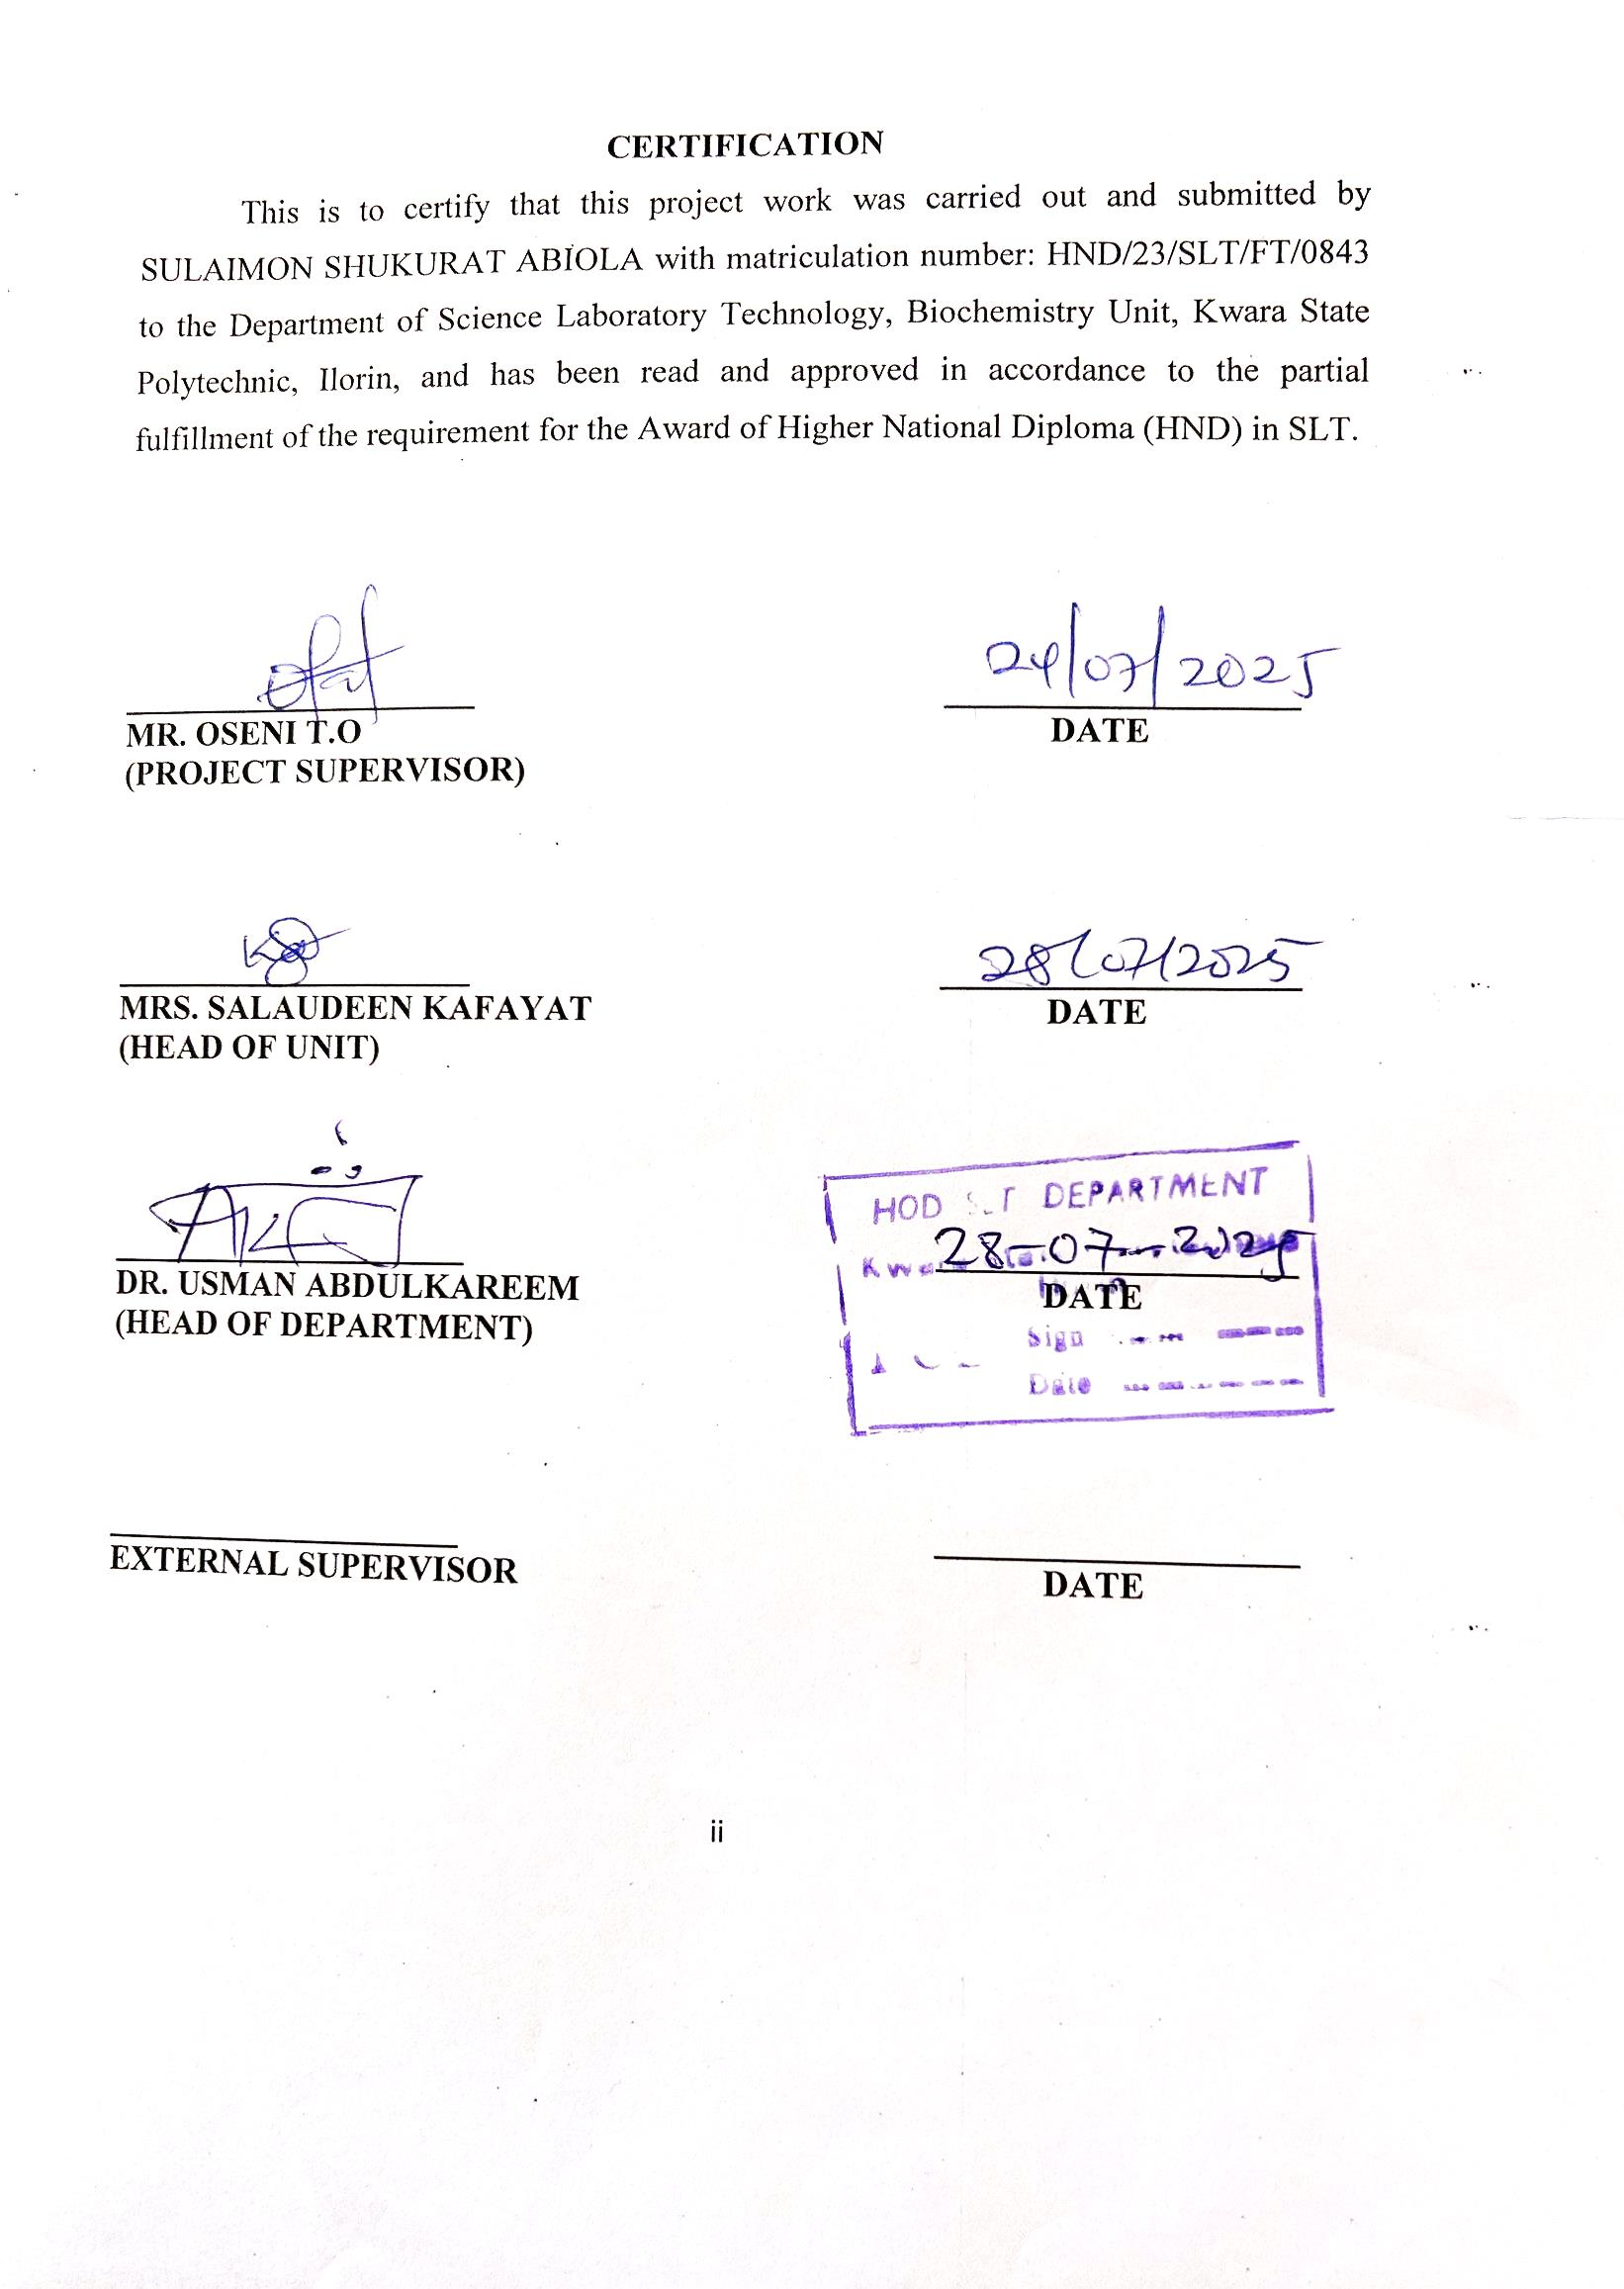 CERTIFICATION
This is to certify that this project work was carried out and submitted by
SULAIMON SHUKURAT ABIOLA with matriculation number: HND/23/SLT/FT/0843
to the Department of Science Laboratory Technology, Biochemistry Unit, Kwara State
Polytechnic, Ilorin, and has been read and approved in accordance to the partial
fulfillment of the requirement for the Award of Higher National Diploma (HND) in SLT.
24/07/2025
MR. OSENI T.O
DATE
(PROJECT SUPERVISOR)
28/07/2025
MRS. SALAUDEEN KAFAYAT
DATE
(HEAD OF UNIT)
HOD DEPARTMENT
28-07-2025
DR. USMAN ABDULKAREEM
DATE
(HEAD OF DEPARTMENT)
Sign
Date
EXTERNAL SUPERVISOR
DATE
ii